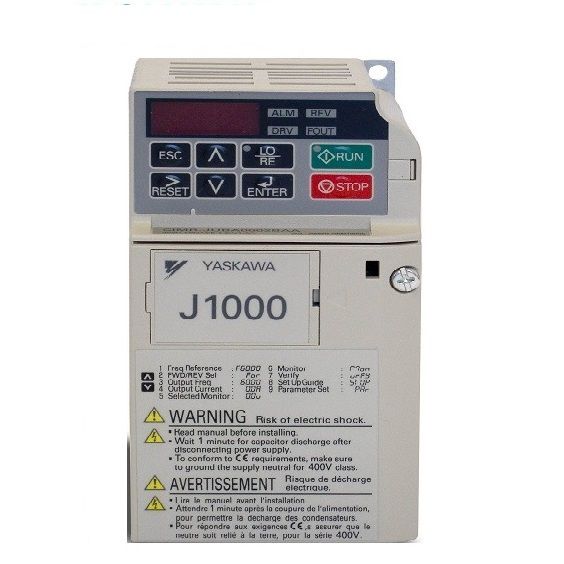 ALM REV
DRV FOUT
ESC LO RE RUN
RESET ENTER STOP
YASKAWA
J1000
1 Freq Reference : F6000 6 Monitor :
2 FWD/REV Sel : For 7 Verify :
3 Output Freq : 6000 8 Set Up Guide :
4 Output Current : 9 Parameter Set :
5 Selected Monitor :
WARNING Risk of electric shock.
• Read manual before installing.
• Wait 1 minute for capacitor discharge after
disconnecting power supply.
• To conform to CE requirements, make sure
to ground the supply neutral for 400V class.
AVERTISSEMENT Risque de décharge
électrique.
• Lire le manuel avant l'installation.
• Attendre 1 minute après la coupure de l'alimentation,
pour permettre la decharge des condensateurs.
• Pour répondre aux exigences CE,s assurer que le
neutre soit relié à la terre, pour la série 400V.